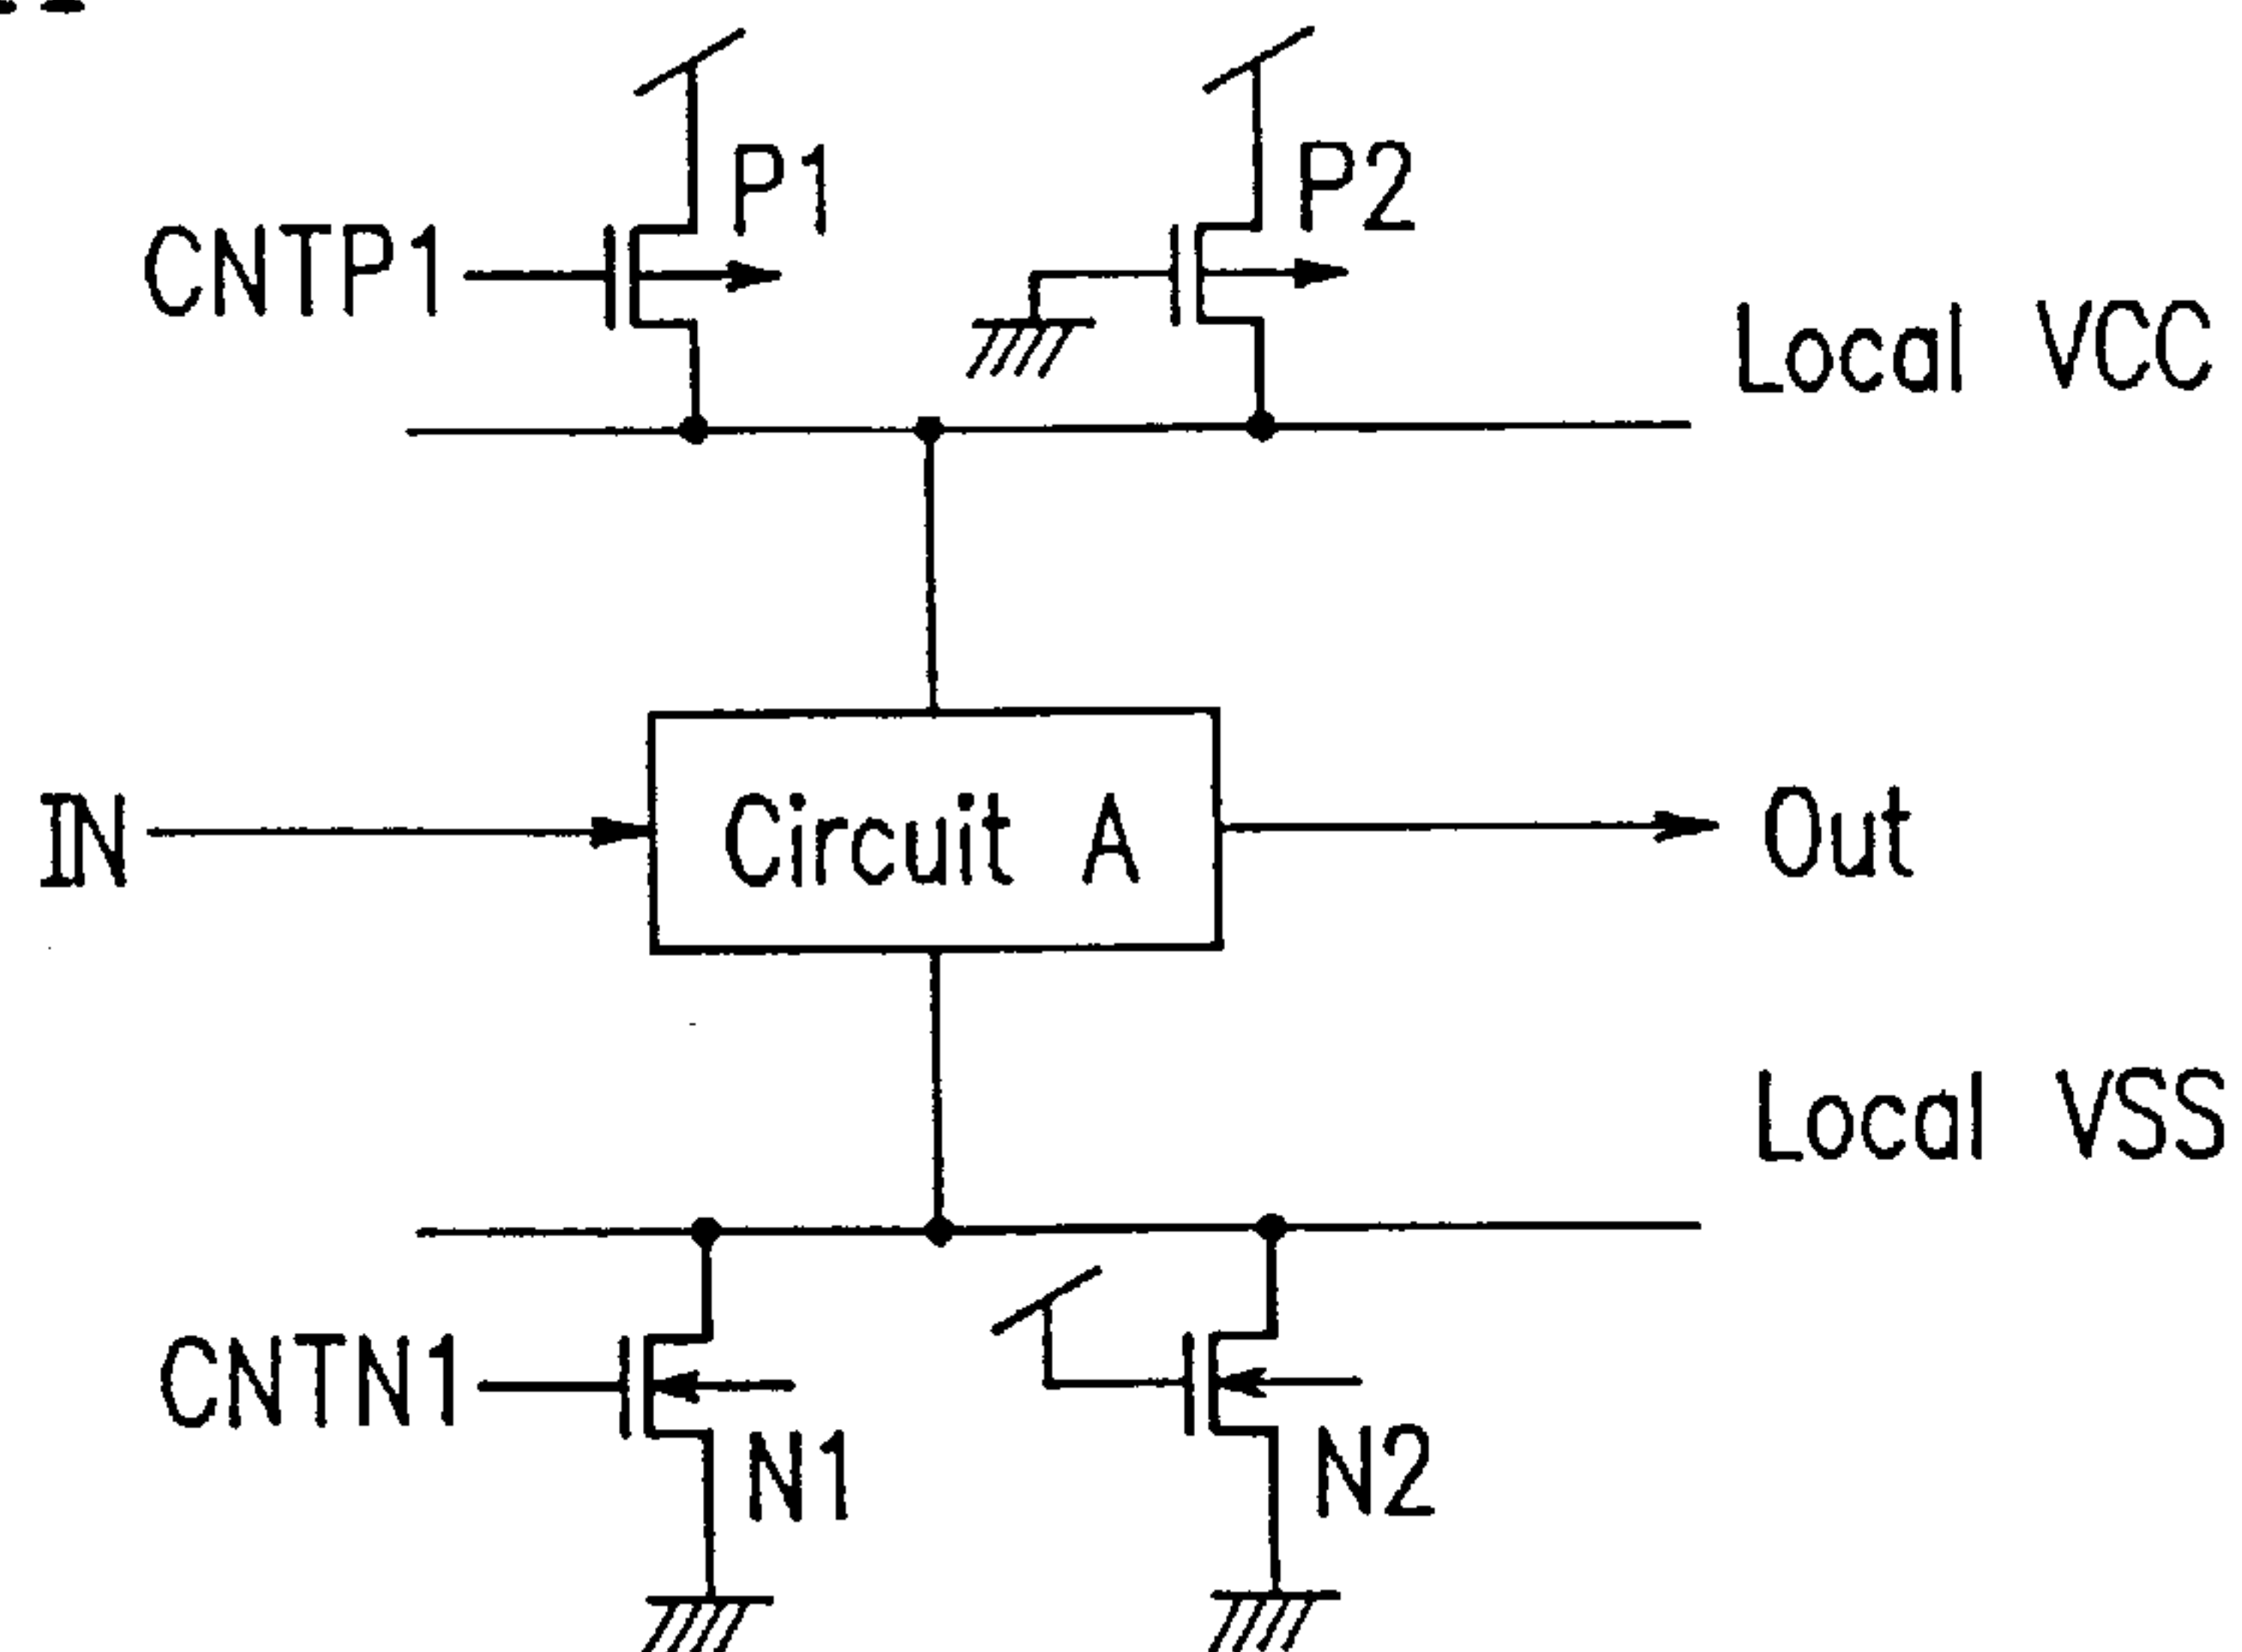 P1
P2
CNTP1
Local VCC
IN
Circuit A
Out
Local VSS
CNTN1
N1
N2